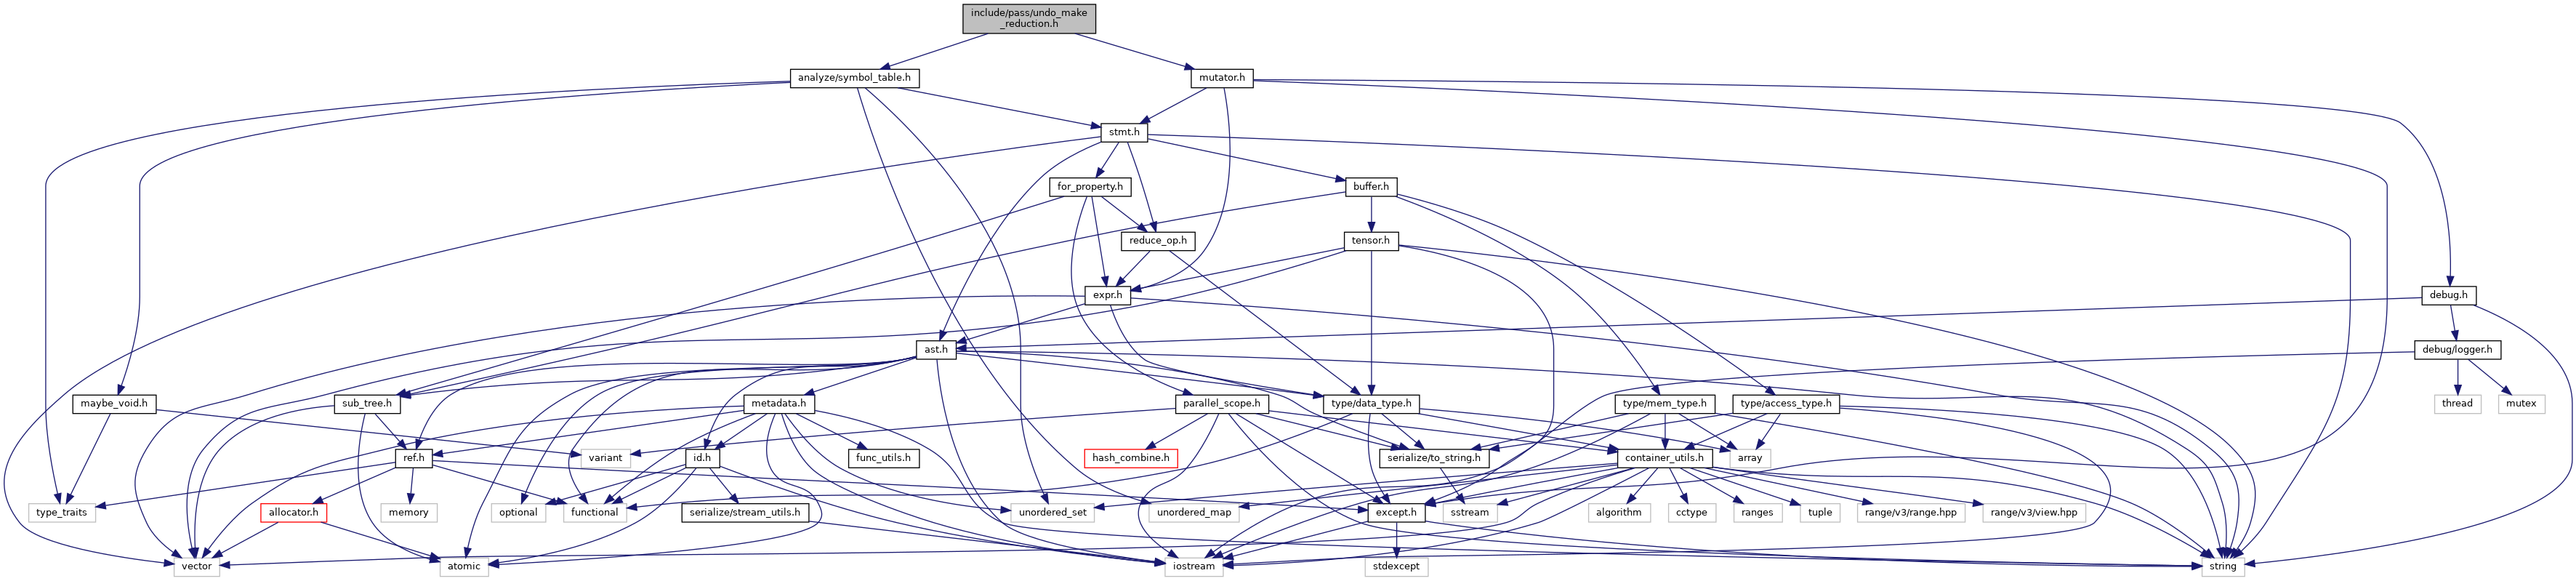 include/pass/undo_make
_reduction.h
analyze/symbol_table.h
mutator.h
stmt.h
for_property.h
buffer.h
reduce_op.h
tensor.h
expr.h
debug.h
ast.h
debug/logger.h
maybe_void.h
sub_tree.h
metadata.h
parallel_scope.h
type/data_type.h
type/mem_type.h
type/access_type.h
thread
mutex
ref.h
variant
id.h
func_utils.h
hash_combine.h
serialize/to_string.h
container_utils.h
array
type_traits
allocator.h
memory
optional
functional
serialize/stream_utils.h
unordered_set
unordered_map
except.h
sstream
algorithm
cctype
ranges
tuple
range/v3/range.hpp
range/v3/view.hpp
vector
atomic
iostream
stdexcept
string